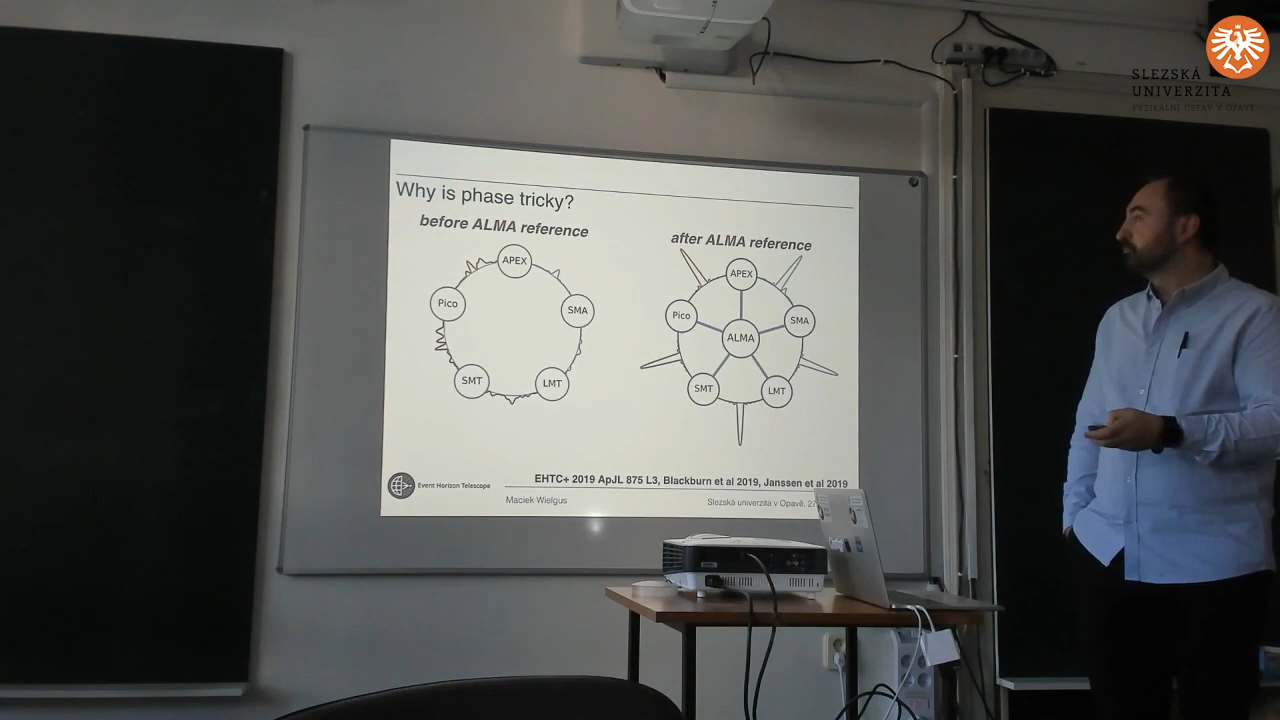 SLEZSKÁ
UNIVERZITA
FYZIKÁLNÍ ÚSTAV V OPAVĚ
Why is phase tricky?
before ALMA reference
APEX
Pico
SMA
SMT
LMT
after ALMA reference
APEX
Pico
SMA
ALMA
SMT
LMT
EHTC+ 2019 ApJL 875 L3, Blackburn et al 2019, Janssen et al 2019
Event Horizon Telescope
Maciek Wielgus
Slezská univerzita v Opavě, 27